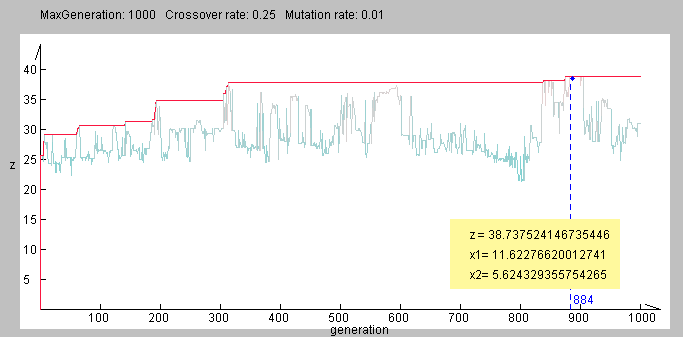 MaxGeneration: 1000 Crossover rate: 0.25 Mutation rate: 0.01
40
35
30
25
z
20
15
10
5
z = 38.737524146735446
x1= 11.62276620012741
x2= 5.624329355754265
884
100 200 300 400 500 600 700 800 900 1000
generation